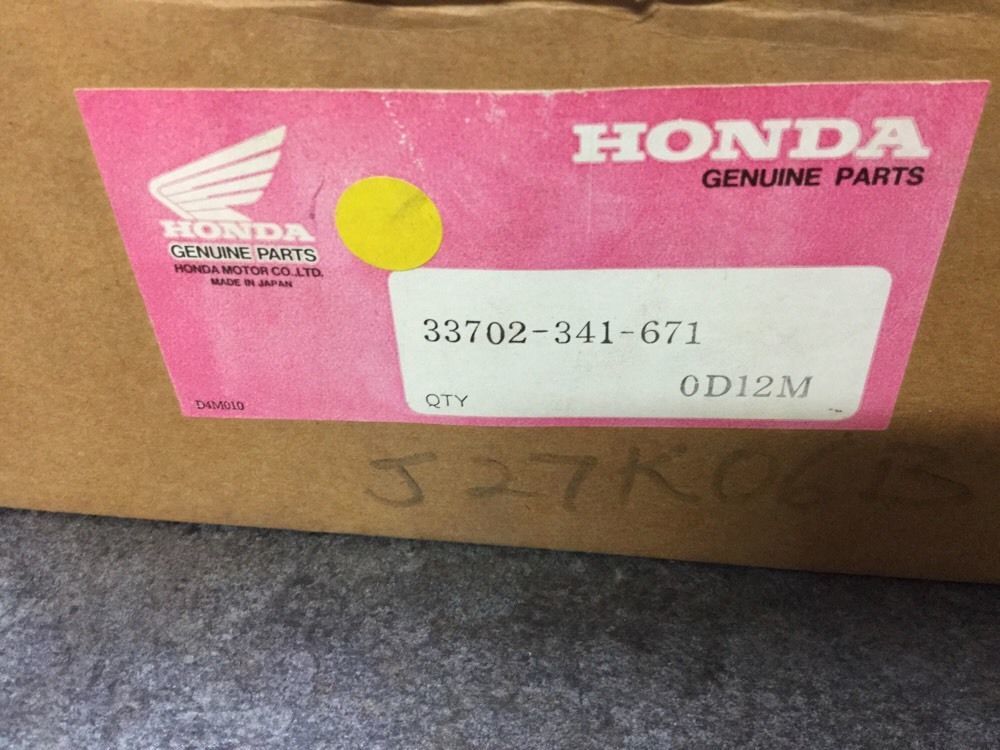 HONDA
GENUINE PARTS
HONDA
GENUINE PARTS
HONDA MOTOR CO.,LTD.
MADE IN JAPAN
33702-341-671
0D12M
QTY
D4M010
J27K06B